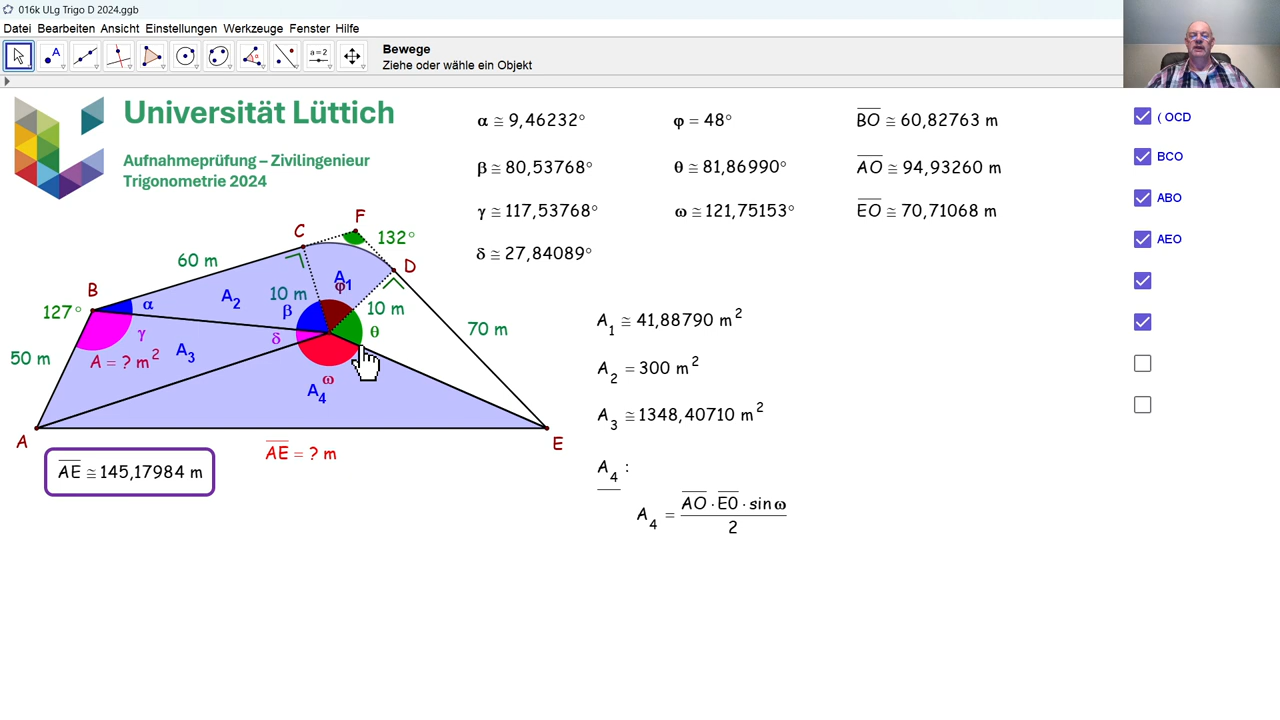 016k ULg Trigo D 2024.ggb
Datei Bearbeiten Ansicht Einstellungen Werkzeuge Fenster Hilfe
A
a=2
Bewege
Ziehe oder wähle ein Objekt
Universität Lüttich
Aufnahmeprüfung – Zivilingenieur
Trigonometrie 2024
α ≅ 9,46232°
φ = 48°
BO ≅ 60,82763 m
β ≅ 80,53768°
θ ≅ 81,86990°
AO ≅ 94,93260 m
γ ≅ 117,53768°
ω ≅ 121,75153°
EO ≅ 70,71068 m
δ ≅ 27,84089°
( OCD
BCO
ABO
AEO
F
C
132°
60 m
D
A1
φ
B
A2
10 m
127°
α
β
10 m
γ
δ
θ
70 m
50 m
A = ? m²
A3
ω
A4
A
E
AE = ? m
AE ≅ 145,17984 m
A1 ≅ 41,88790 m²
A2 = 300 m²
A3 ≅ 1348,40710 m²
A4 :
A4 = AO · EO · sin ω
2